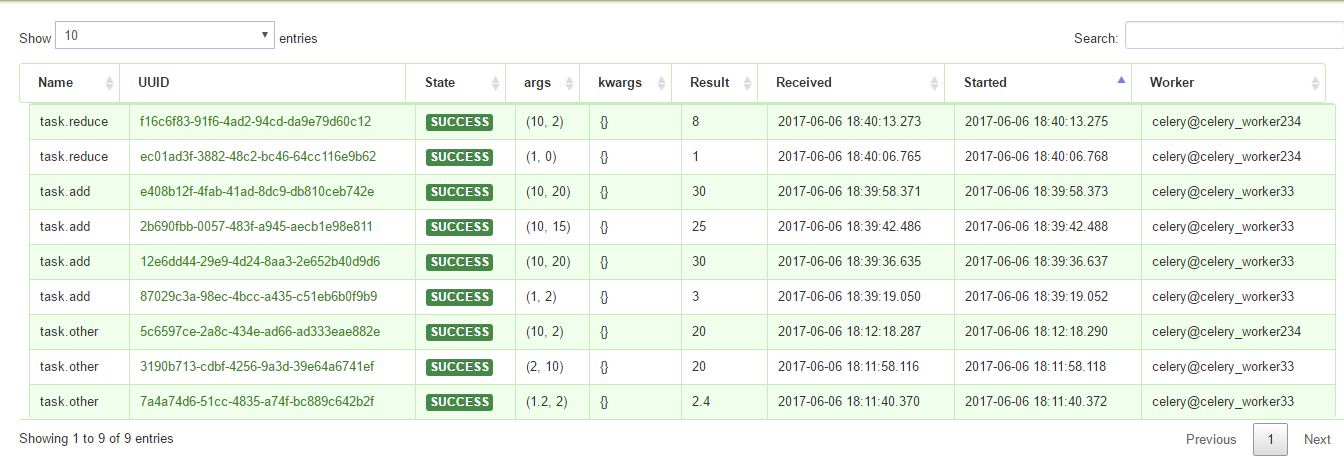 Show 10 entries Search:
Name UUID State args kwargs Result Received Started Worker
task.reduce f16c6f83-91f6-4ad2-94cd-da9e79d60c12 SUCCESS (10, 2) {} 8 2017-06-06 18:40:13.273 2017-06-06 18:40:13.275 celery@celery_worker234
task.reduce ec01ad3f-3882-48c2-bc46-64cc116e9b62 SUCCESS (1, 0) {} 1 2017-06-06 18:40:06.765 2017-06-06 18:40:06.768 celery@celery_worker234
task.add e408b12f-4fab-41ad-8dc9-db810ceb742e SUCCESS (10, 20) {} 30 2017-06-06 18:39:58.371 2017-06-06 18:39:58.373 celery@celery_worker33
task.add 2b690fbb-0057-483f-a945-aecb1e98e811 SUCCESS (10, 15) {} 25 2017-06-06 18:39:42.486 2017-06-06 18:39:42.488 celery@celery_worker33
task.add 12e6dd44-29e9-4d24-8aa3-2e652b40d9d6 SUCCESS (10, 20) {} 30 2017-06-06 18:39:36.635 2017-06-06 18:39:36.637 celery@celery_worker33
task.add 87029c3a-98ec-4bcc-a435-c51eb6b0f9b9 SUCCESS (1, 2) {} 3 2017-06-06 18:39:19.050 2017-06-06 18:39:19.052 celery@celery_worker33
task.other 5c6597ce-2a8c-434e-ad66-ad333eae882e SUCCESS (10, 2) {} 20 2017-06-06 18:12:18.287 2017-06-06 18:12:18.290 celery@celery_worker234
task.other 3190b713-cdbf-4256-9a3d-39e64a6741ef SUCCESS (2, 10) {} 20 2017-06-06 18:11:58.116 2017-06-06 18:11:58.118 celery@celery_worker33
task.other 7a4a74d6-51cc-4835-a74f-bc889c642b2f SUCCESS (1.2, 2) {} 2.4 2017-06-06 18:11:40.370 2017-06-06 18:11:40.372 celery@celery_worker33
Showing 1 to 9 of 9 entries Previous 1 Next